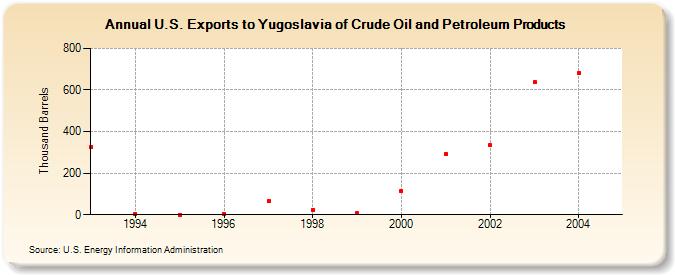 Annual U.S. Exports to Yugoslavia of Crude Oil and Petroleum Products
Thousand Barrels
800
600
400
200
0
1994 1996 1998 2000 2002 2004
Source: U.S. Energy Information Administration